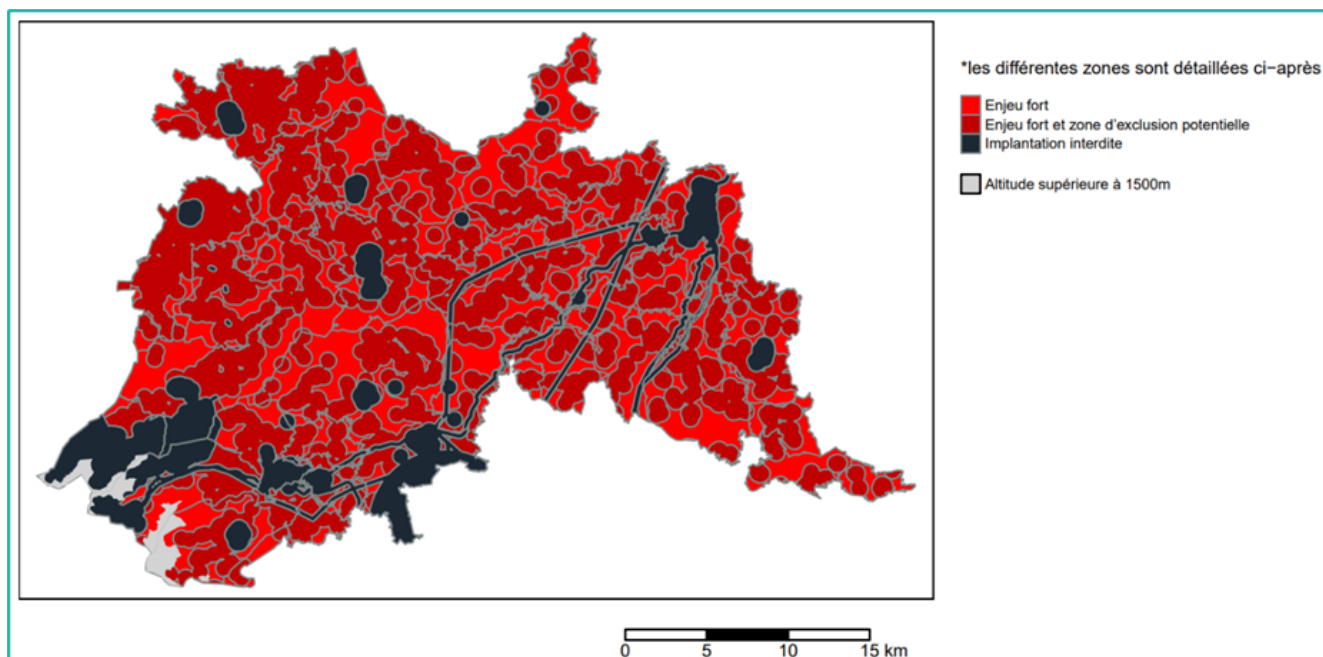 *les différentes zones sont détaillées ci−après
Enjeu fort
Enjeu fort et zone d'exclusion potentielle
Implantation interdite
Altitude supérieure à 1500m
0 5 10 15 km